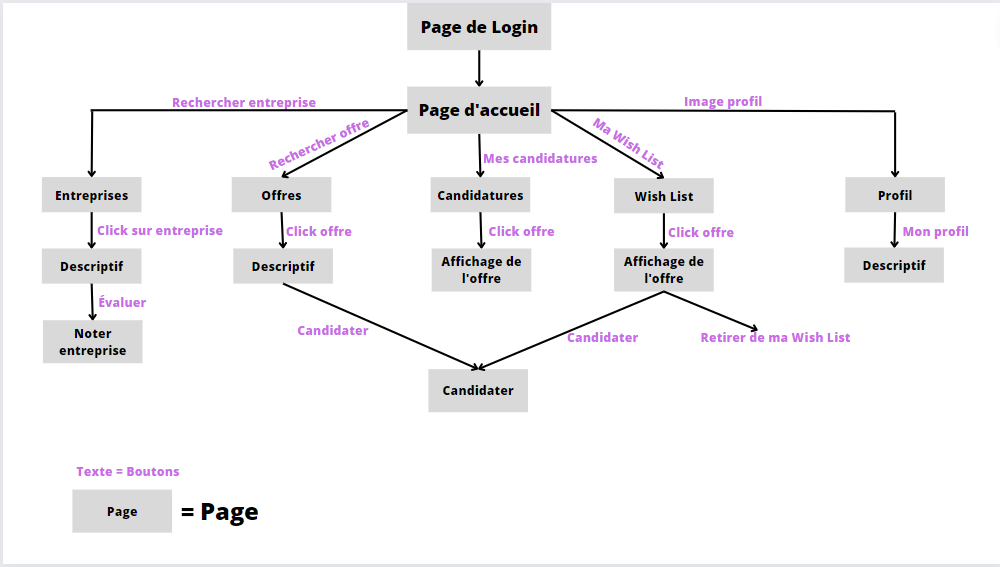 Page de Login
Rechercher entreprise
Page d'accueil
Image profil
Rechercher offre
Mes candidatures
Ma Wish List
Entreprises
Offres
Candidatures
Wish List
Profil
Click sur entreprise
Click offre
Click offre
Click offre
Mon profil
Descriptif
Descriptif
Affichage de
l'offre
Affichage de
l'offre
Descriptif
Évaluer
Noter
entreprise
Candidater
Candidater
Retirer de ma Wish List
Candidater
Texte = Boutons
Page
= Page